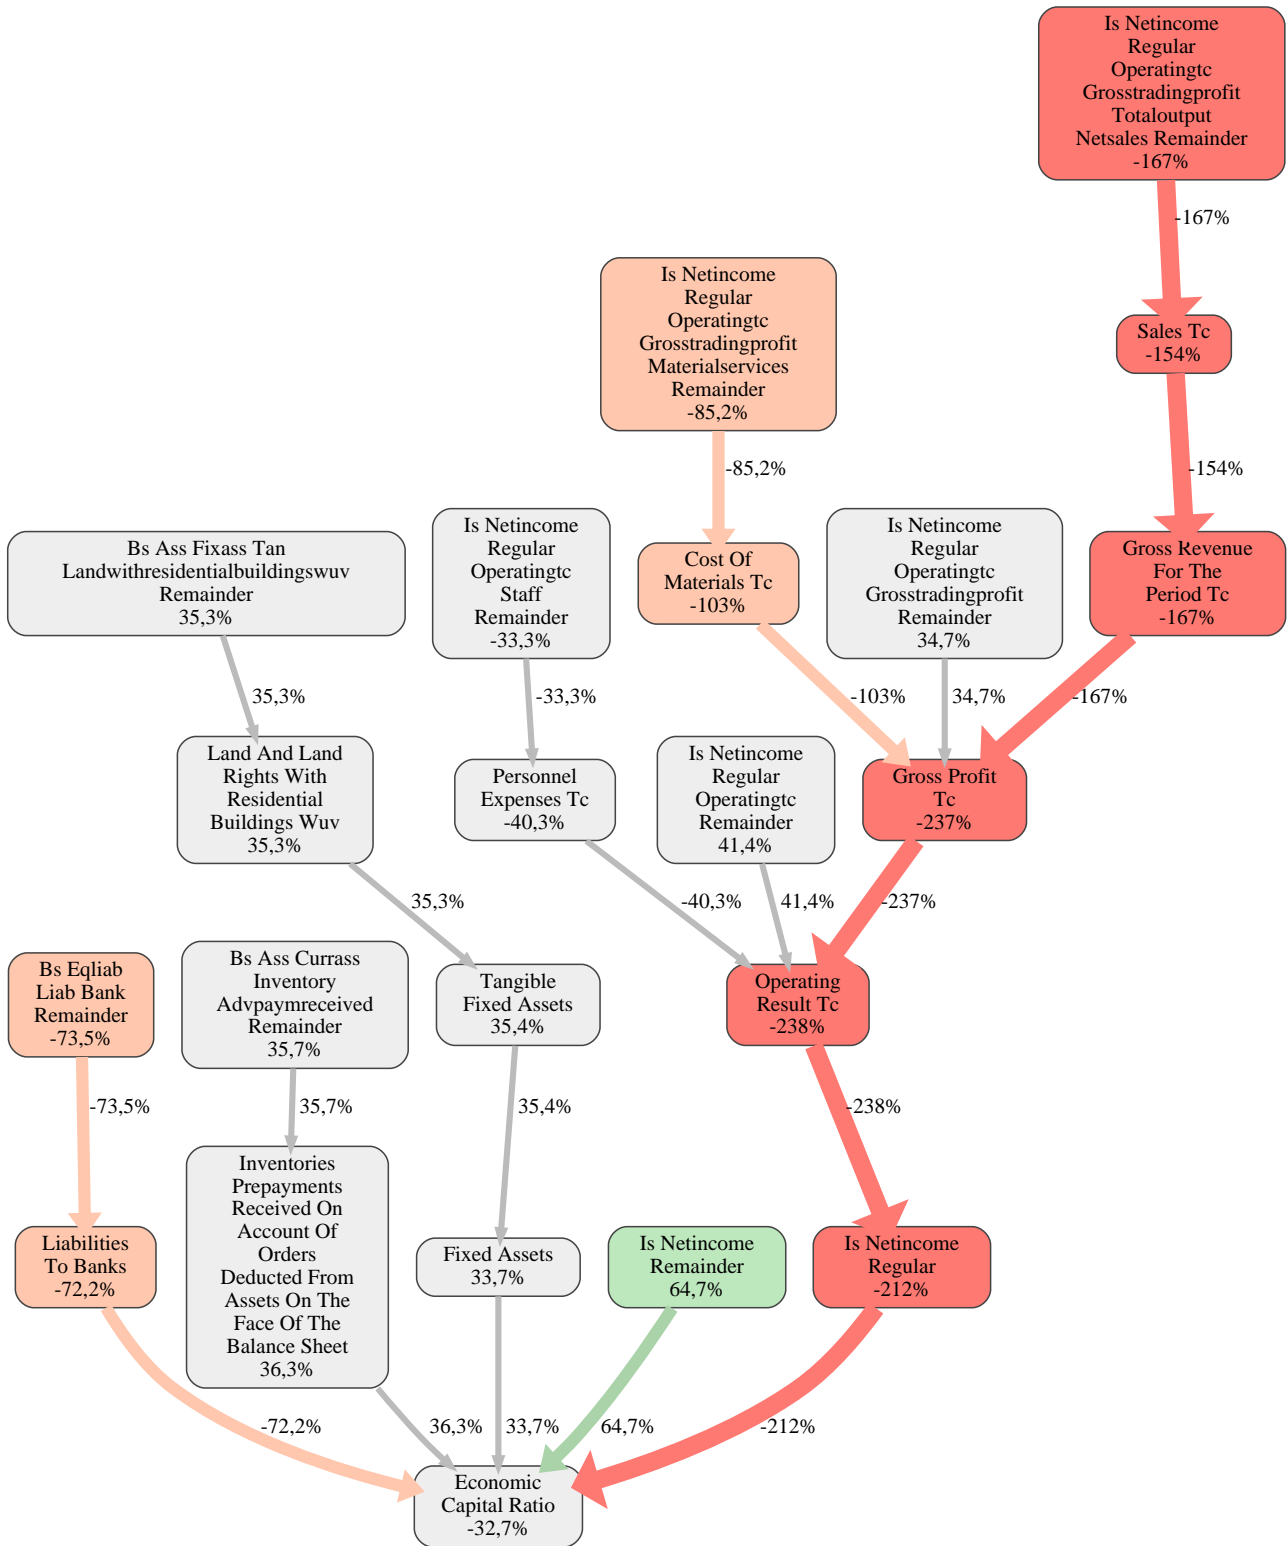 Is Netincome
Regular
Operatingtc
Grosstradingprofit
Totaloutput
Netsales Remainder
-167%
-167%
Is Netincome
Regular
Operatingtc
Grosstradingprofit
Materialservices
Remainder
-85,2%
Sales Tc
-154%
-85,2%
-154%
Bs Ass Fixass Tan
Landwithresidentialbuildingswuv
Remainder
35,3%
Is Netincome
Regular
Operatingtc
Staff
Remainder
-33,3%
Cost Of
Materials Tc
-103%
Is Netincome
Regular
Operatingtc
Grosstradingprofit
Remainder
34,7%
Gross Revenue
For The
Period Tc
-167%
35,3%
-33,3%
-103%
34,7%
-167%
Land And Land
Rights With
Residential
Buildings Wuv
35,3%
Personnel
Expenses Tc
-40,3%
Is Netincome
Regular
Operatingtc
Remainder
41,4%
Gross Profit
Tc
-237%
35,3%
-40,3%
41,4%
-237%
Bs Eqliab
Liab Bank
Remainder
-73,5%
Bs Ass Currass
Inventory
Advpaymreceived
Remainder
35,7%
Tangible
Fixed Assets
35,4%
Operating
Result Tc
-238%
-73,5%
35,7%
35,4%
-238%
Liabilities
To Banks
-72,2%
Inventories
Prepayments
Received On
Account Of
Orders
Deducted From
Assets On The
Face Of The
Balance Sheet
36,3%
Fixed Assets
33,7%
Is Netincome
Remainder
64,7%
Is Netincome
Regular
-212%
-72,2%
36,3%
33,7%
64,7%
-212%
Economic
Capital Ratio
-32,7%